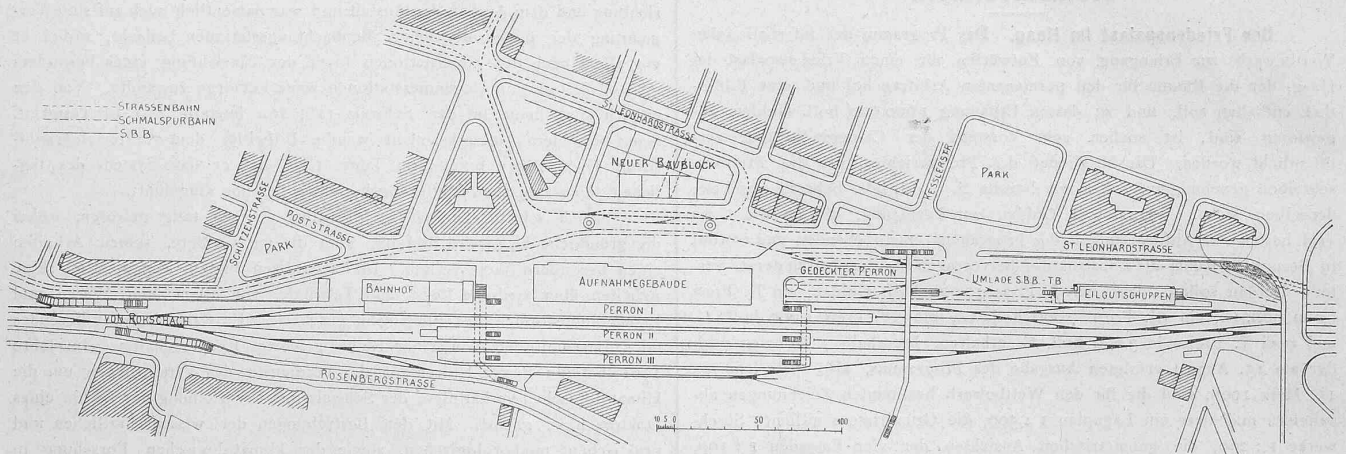 STRASSENBAHN
SCHMALSPURBAHN
S.B.B.
ST LEONHARDSTRASSE
NEUER BAUBLOCK
KESSLERSTR
PARK
SCHÜTZENSTRASSE
POSTSTRASSE
PARK
ST LEONHARDSTRASSE
BAHNHOF
AUFNAHMEGEBÄUDE
GEDECKTER PERRON
UMLADE S.B.B.-TB
EILGUTSCHUPPEN
VON RORSCHACH
PERRON I
PERRON II
PERRON III
ROSENBERGSTRASSE
10 5 0 50 100